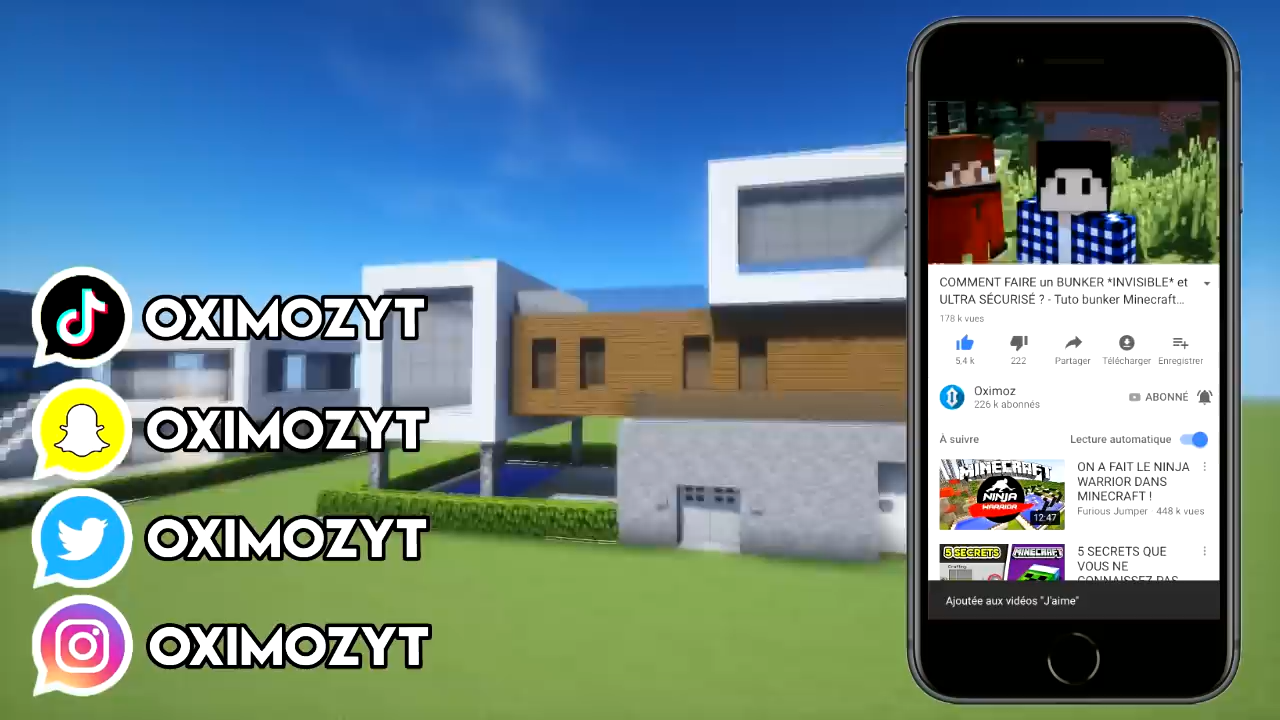 OXIMOZYT
OXIMOZYT
OXIMOZYT
OXIMOZYT
COMMENT FAIRE un BUNKER *INVISIBLE* et
ULTRA SÉCURISÉ ? - Tuto bunker Minecraft...
178 k vues
5,4 k
222
Partager
Télécharger
Enregistrer
Oximoz
226 k abonnés
ABONNÉ
À suivre
Lecture automatique
MINECRAFT
NINJA
WARRIOR
12:47
ON A FAIT LE NINJA
WARRIOR DANS
MINECRAFT !
Furious Jumper · 448 k vues
5 SECRETS
MINECRAFT
Crafting
5 SECRETS QUE
VOUS NE
CONNAISSEZ PAS
Ajoutée aux vidéos "J'aime"